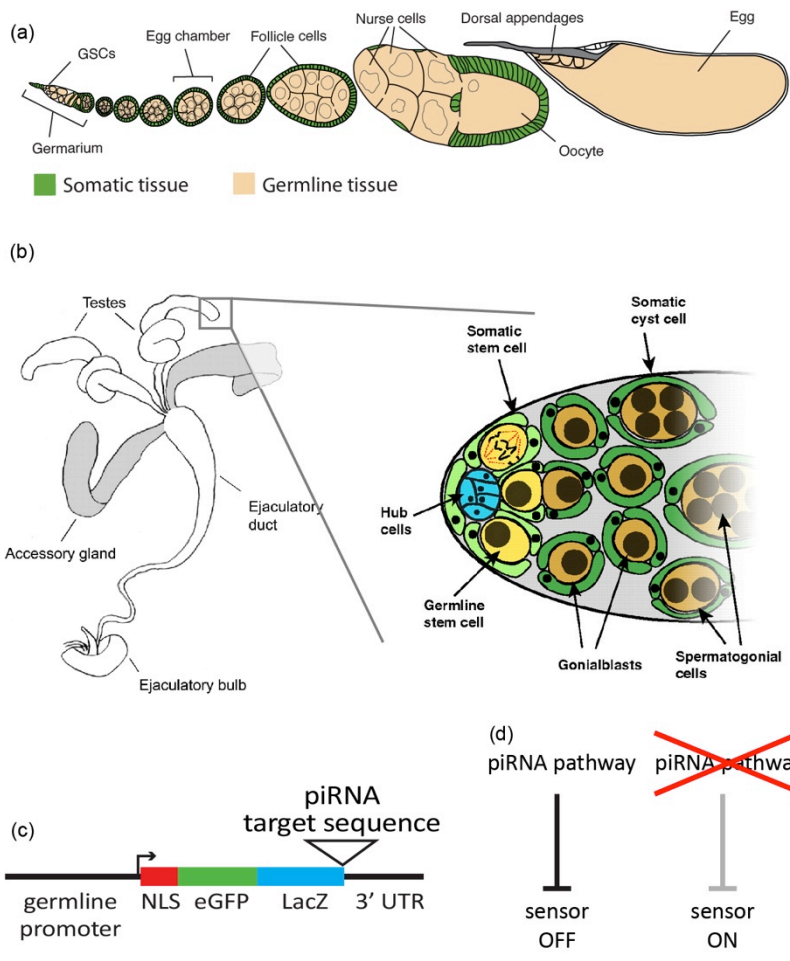 (a)
GSCs
Egg chamber
Follicle cells
Nurse cells
Dorsal appendages
Egg
Germarium
Oocyte
Somatic tissue
Germline tissue
(b)
Testes
Accessory gland
Ejaculatory
duct
Ejaculatory bulb
Somatic
stem cell
Somatic
cyst cell
Hub
cells
Germline
stem cell
Gonialblasts
Spermatogonial
cells
(c)
piRNA
target sequence
germline
promoter
NLS
eGFP
LacZ
3' UTR
(d)
piRNA pathway
piRNA pathwa
sensor
OFF
sensor
ON